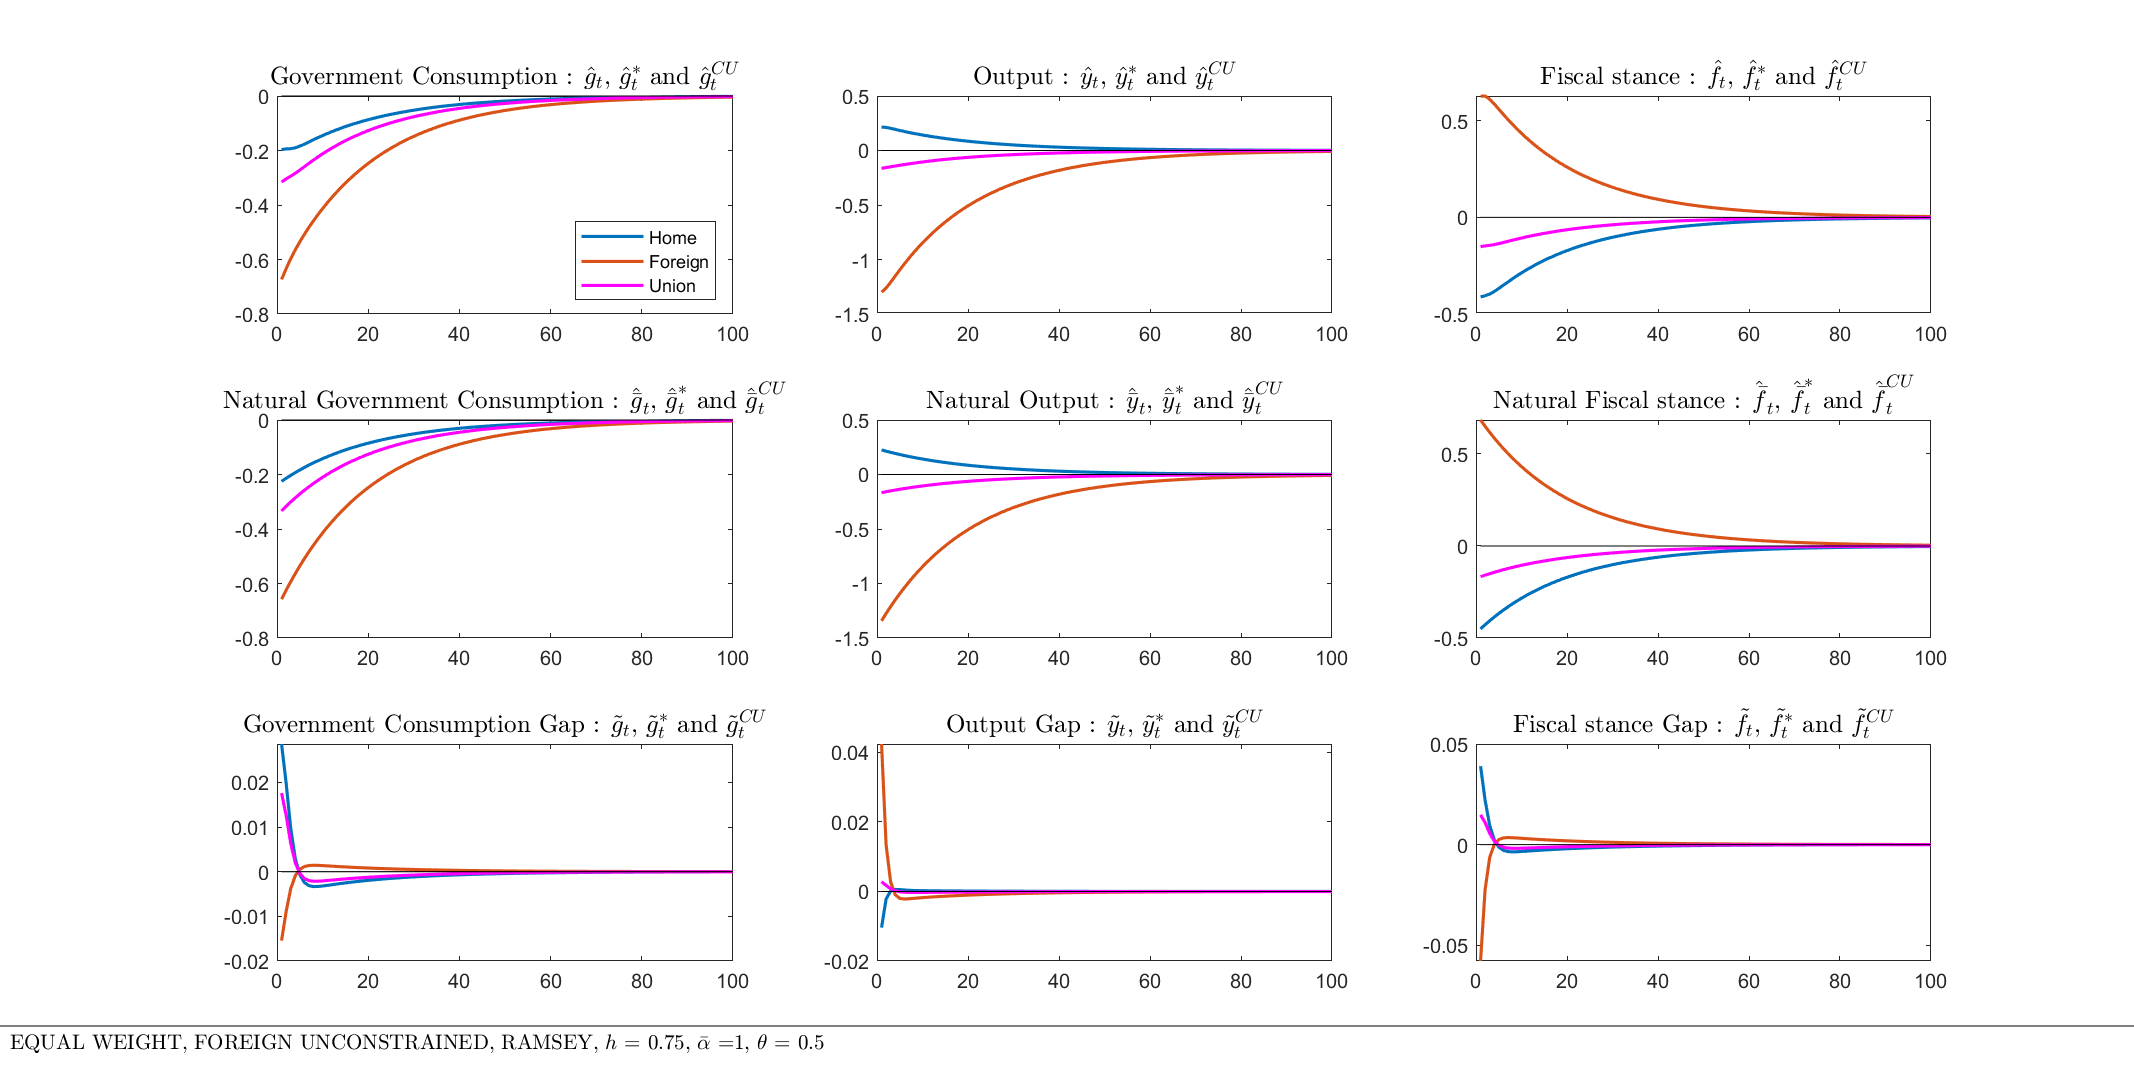 Government Consumption : ĝₜ, ĝₜ* and ĝₜᶜᵁ
0
-0.2
-0.4
-0.6
-0.8
0 20 40 60 80 100
Home
Foreign
Union
Output : ŷₜ, ŷₜ* and ŷₜᶜᵁ
0.5
0
-0.5
-1
-1.5
0 20 40 60 80 100
Fiscal stance : f̂ₜ, f̂ₜ* and f̂ₜᶜᵁ
0.5
0
-0.5
0 20 40 60 80 100
Natural Government Consumption : ḡ̂ₜ, ḡ̂ₜ* and ḡ̂ₜᶜᵁ
0
-0.2
-0.4
-0.6
-0.8
0 20 40 60 80 100
Natural Output : ȳ̂ₜ, ȳ̂ₜ* and ȳ̂ₜᶜᵁ
0.5
0
-0.5
-1
-1.5
0 20 40 60 80 100
Natural Fiscal stance : f̄̂ₜ, f̄̂ₜ* and f̄̂ₜᶜᵁ
0.5
0
-0.5
0 20 40 60 80 100
Government Consumption Gap : g̃ₜ, g̃ₜ* and g̃ₜᶜᵁ
0.02
0.01
0
-0.01
-0.02
0 20 40 60 80 100
Output Gap : ỹₜ, ỹₜ* and ỹₜᶜᵁ
0.04
0.02
0
-0.02
0 20 40 60 80 100
Fiscal stance Gap : f̃ₜ, f̃ₜ* and f̃ₜᶜᵁ
0.05
0
-0.05
0 20 40 60 80 100
EQUAL WEIGHT, FOREIGN UNCONSTRAINED, RAMSEY, h = 0.75, ᾱ =1, θ = 0.5